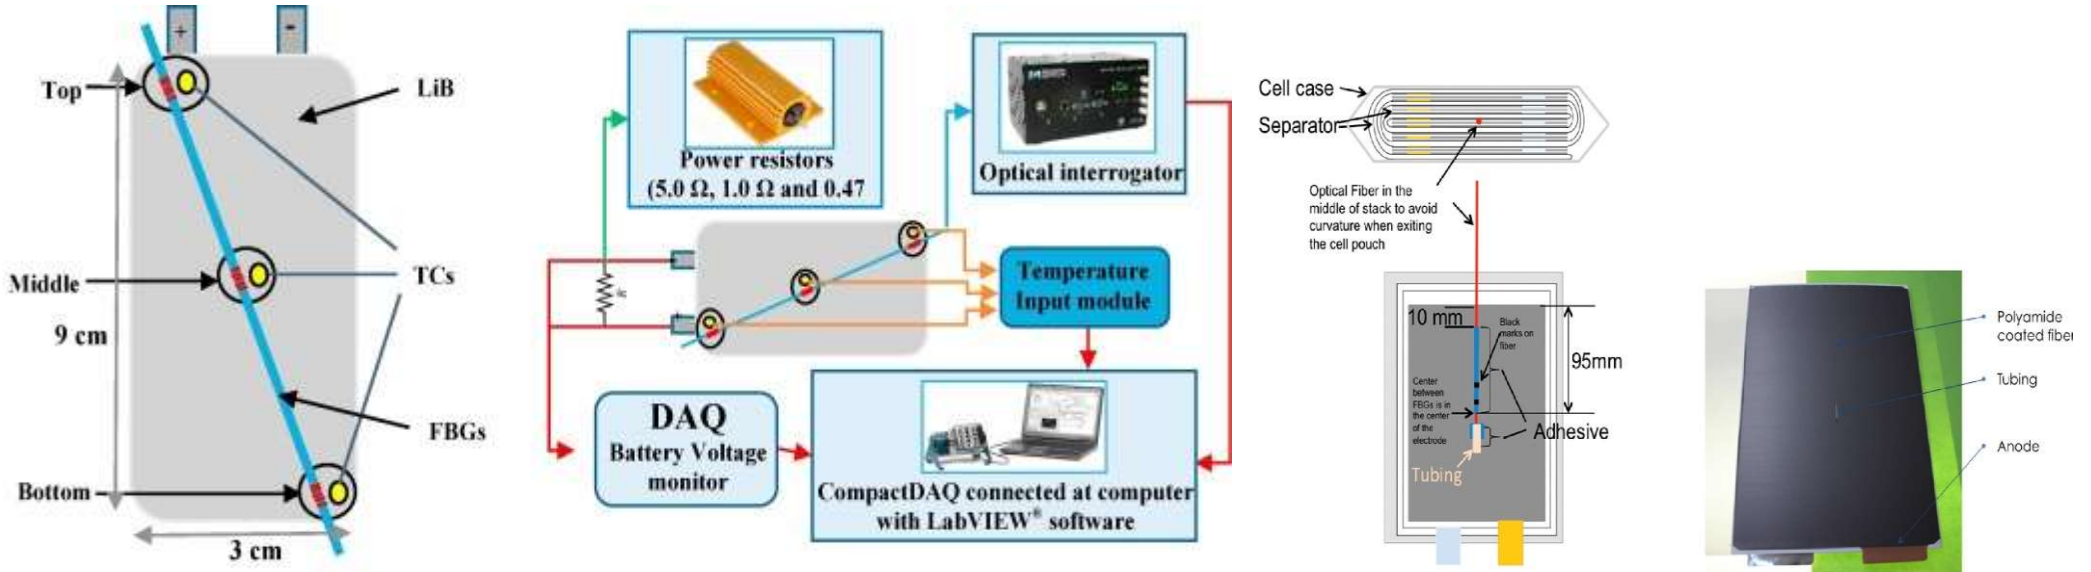 +
-
Top
LiB
Middle
TCs
9 cm
FBGs
Bottom
3 cm
Power resistors
(5.0 Ω, 1.0 Ω and 0.47
Optical interrogator
Temperature
Input module
DAQ
Battery Voltage
monitor
CompactDAQ connected at computer
with LabVIEW® software
Cell case
Separator
Optical Fiber in the
middle of stack to avoid
curvature when exiting
the cell pouch
10 mm
Black
marks on
fiber
95mm
Center
between
FBGs is in
the center
of the
electrode
Adhesive
Tubing
Polyamide
coated fiber
Tubing
Anode